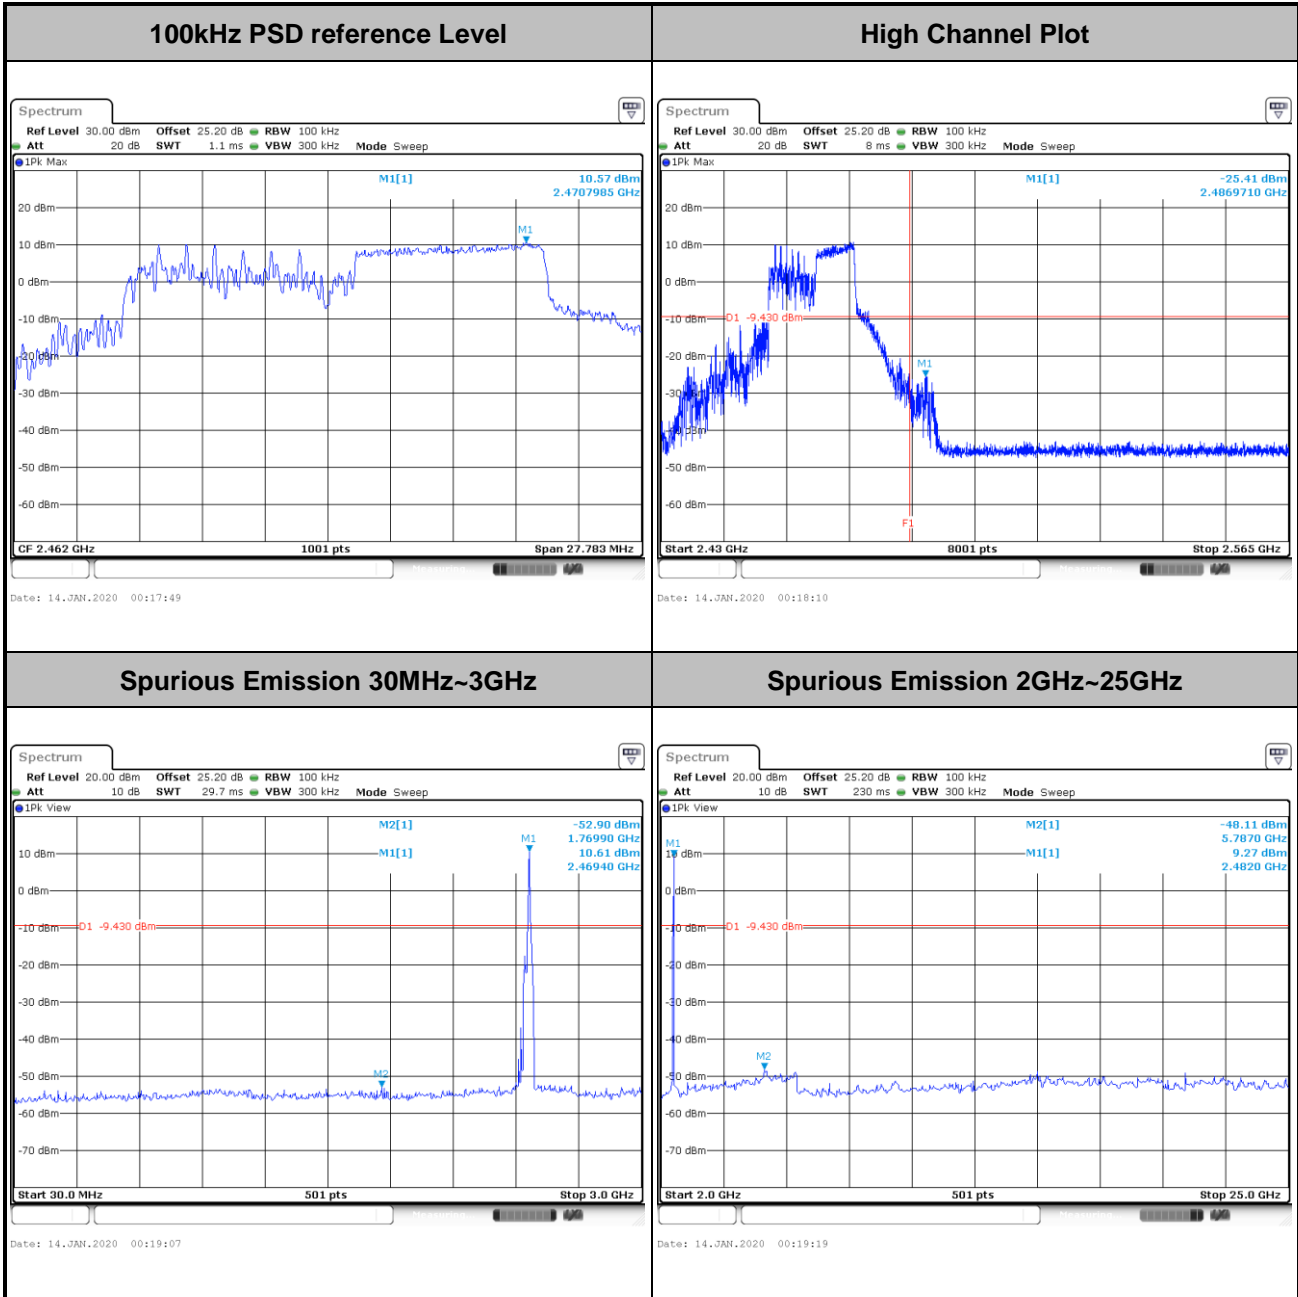 100kHz PSD reference Level
High Channel Plot
Spectrum
Ref Level 30.00 dBm Offset 25.20 dB RBW 100 kHz
Att 20 dB SWT 1.1 ms VBW 300 kHz Mode Sweep
1Pk Max
M1[1] 10.57 dBm
2.4707985 GHz
M1
20 dBm
10 dBm
0 dBm
-10 dBm
-20 dBm
-30 dBm
-40 dBm
-50 dBm
-60 dBm
CF 2.462 GHz 1001 pts Span 27.783 MHz
Date: 14.JAN.2020 00:17:49
Spectrum
Ref Level 30.00 dBm Offset 25.20 dB RBW 100 kHz
Att 20 dB SWT 8 ms VBW 300 kHz Mode Sweep
1Pk Max
M1[1] -25.41 dBm
2.4869710 GHz
20 dBm
10 dBm
0 dBm
-10 dBm
D1 -9.430 dBm
-20 dBm
M1
-30 dBm
-40 dBm
-50 dBm
-60 dBm
F1
Start 2.43 GHz 8001 pts Stop 2.565 GHz
Measuring...
Date: 14.JAN.2020 00:18:10
Spurious Emission 30MHz~3GHz
Spurious Emission 2GHz~25GHz
Spectrum
Ref Level 20.00 dBm Offset 25.20 dB RBW 100 kHz
Att 10 dB SWT 29.7 ms VBW 300 kHz Mode Sweep
1Pk View
M2[1] -52.90 dBm
1.76990 GHz
M1[1] 10.61 dBm
2.46940 GHz
M1
10 dBm
0 dBm
-10 dBm
D1 -9.430 dBm
-20 dBm
-30 dBm
-40 dBm
-50 dBm
M2
-60 dBm
-70 dBm
Start 30.0 MHz 501 pts Stop 3.0 GHz
Date: 14.JAN.2020 00:19:07
Spectrum
Ref Level 20.00 dBm Offset 25.20 dB RBW 100 kHz
Att 10 dB SWT 230 ms VBW 300 kHz Mode Sweep
1Pk View
M2[1] -48.11 dBm
5.7870 GHz
M1[1] 9.27 dBm
2.4820 GHz
M1
10 dBm
0 dBm
-10 dBm
D1 -9.430 dBm
-20 dBm
-30 dBm
-40 dBm
M2
-50 dBm
-60 dBm
-70 dBm
Start 2.0 GHz 501 pts Stop 25.0 GHz
Date: 14.JAN.2020 00:19:19